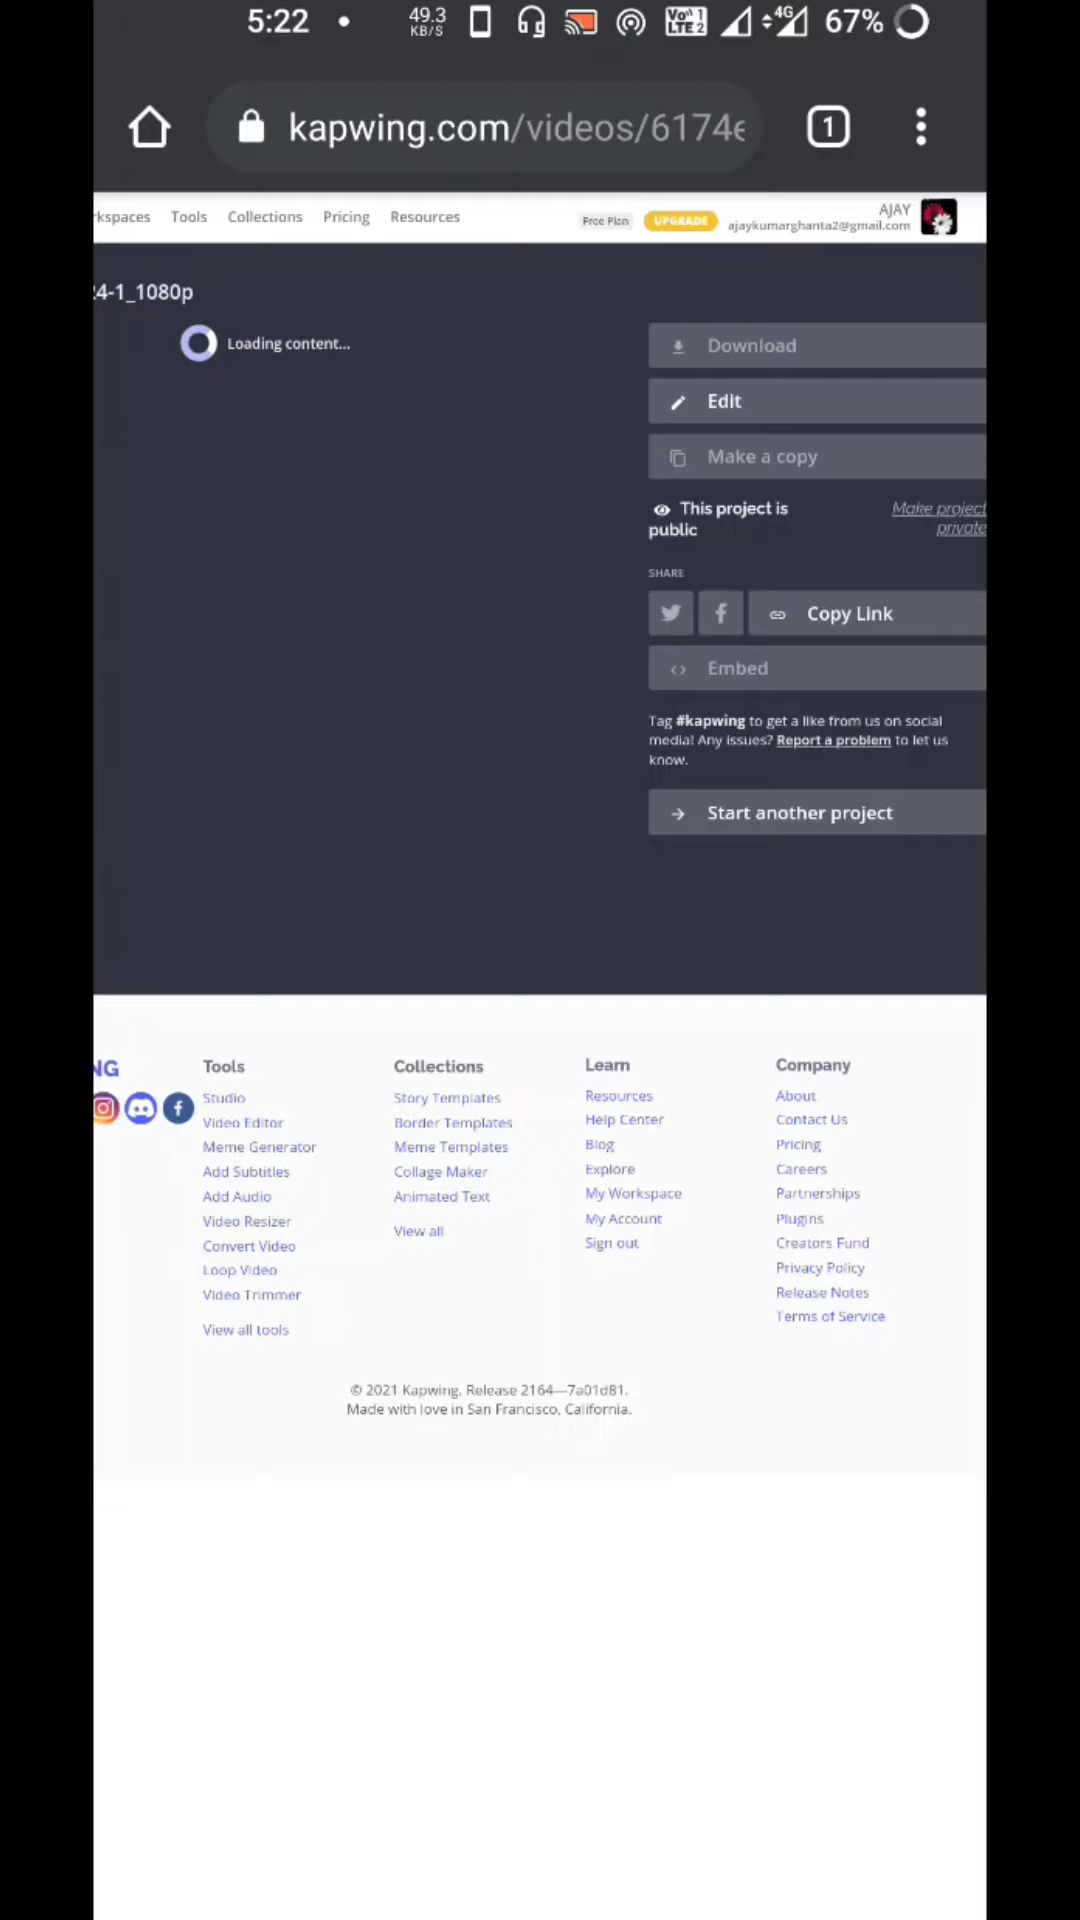 5:22 49.3 KB/S Vo 1 LTE 2 4G 67%
1
kapwing.com/videos/6174e
rkspaces Tools Collections Pricing Resources
Free Plan UPGRADE
AJAY
ajaykumarghanta2@gmail.com
24-1_1080p
Loading content...
Download
Edit
Make a copy
This project is
public
Make project
private
SHARE
Copy Link
Embed
Tag #kapwing to get a like from us on social
media! Any issues? Report a problem to let us
know.
Start another project
NG
Tools
Studio
Video Editor
Meme Generator
Add Subtitles
Add Audio
Video Resizer
Convert Video
Loop Video
Video Trimmer
View all tools
Collections
Story Templates
Border Templates
Meme Templates
Collage Maker
Animated Text
View all
Learn
Resources
Help Center
Blog
Explore
My Workspace
My Account
Sign out
Company
About
Contact Us
Pricing
Careers
Partnerships
Plugins
Creators Fund
Privacy Policy
Release Notes
Terms of Service
© 2021 Kapwing. Release 2164—7a01d81.
Made with love in San Francisco, California.